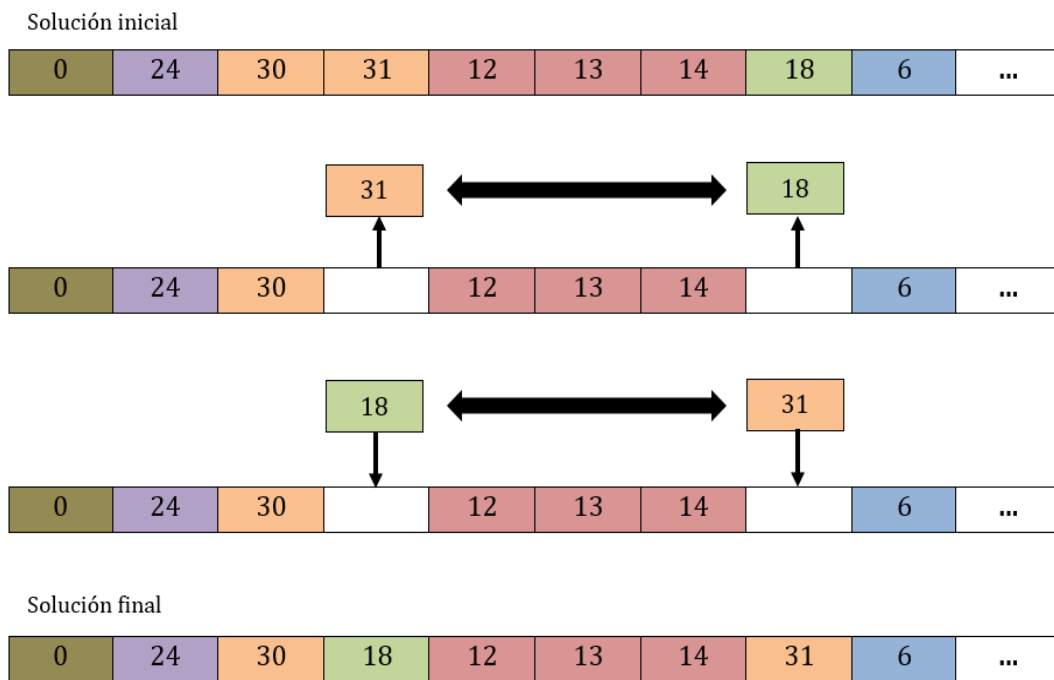 Solución inicial
0 24 30 31 12 13 14 18 6 ...
31 18
0 24 30 12 13 14 6 ...
18 31
0 24 30 12 13 14 6 ...
Solución final
0 24 30 18 12 13 14 31 6 ...